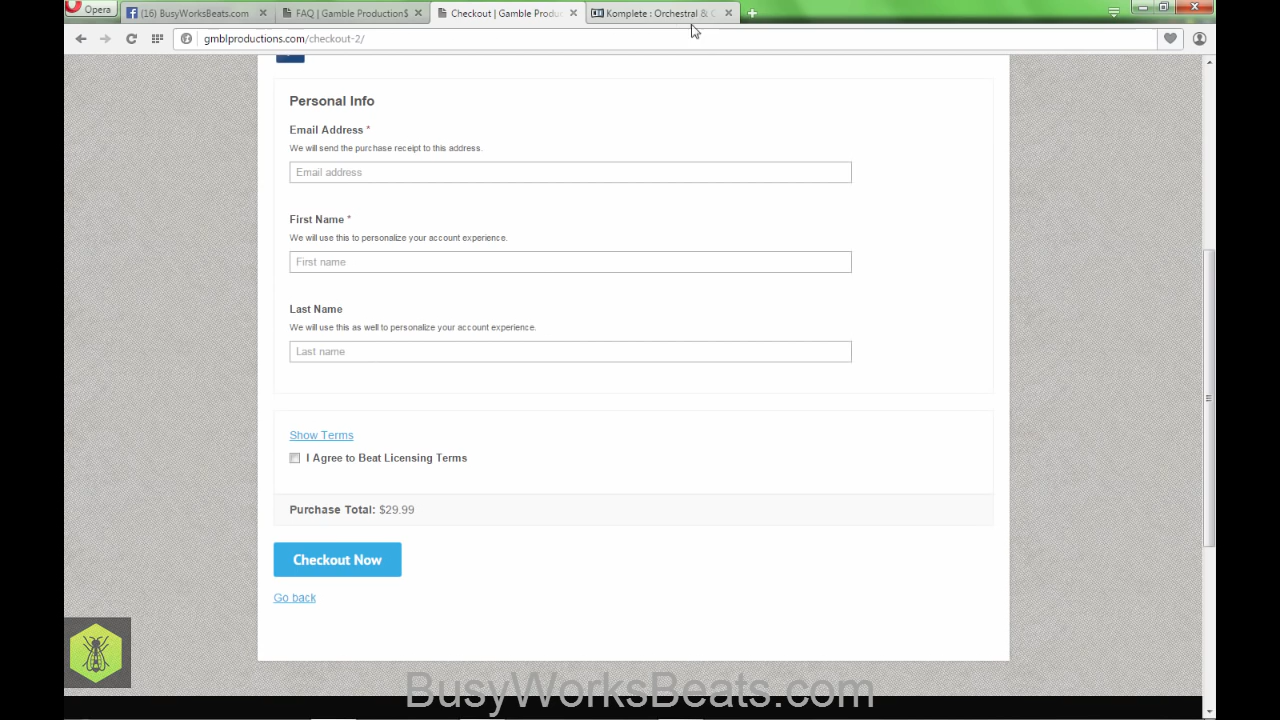 Opera
(16) BusyWorksBeats.com
FAQ | Gamble Production$
Checkout | Gamble Produc
Komplete : Orchestral & C
gmblproductions.com/checkout-2/
Personal Info
Email Address *
We will send the purchase receipt to this address.
Email address
First Name *
We will use this to personalize your account experience.
First name
Last Name
We will use this as well to personalize your account experience.
Last name
Show Terms
I Agree to Beat Licensing Terms
Purchase Total: $29.99
Checkout Now
Go back
BusyWorksBeats.com